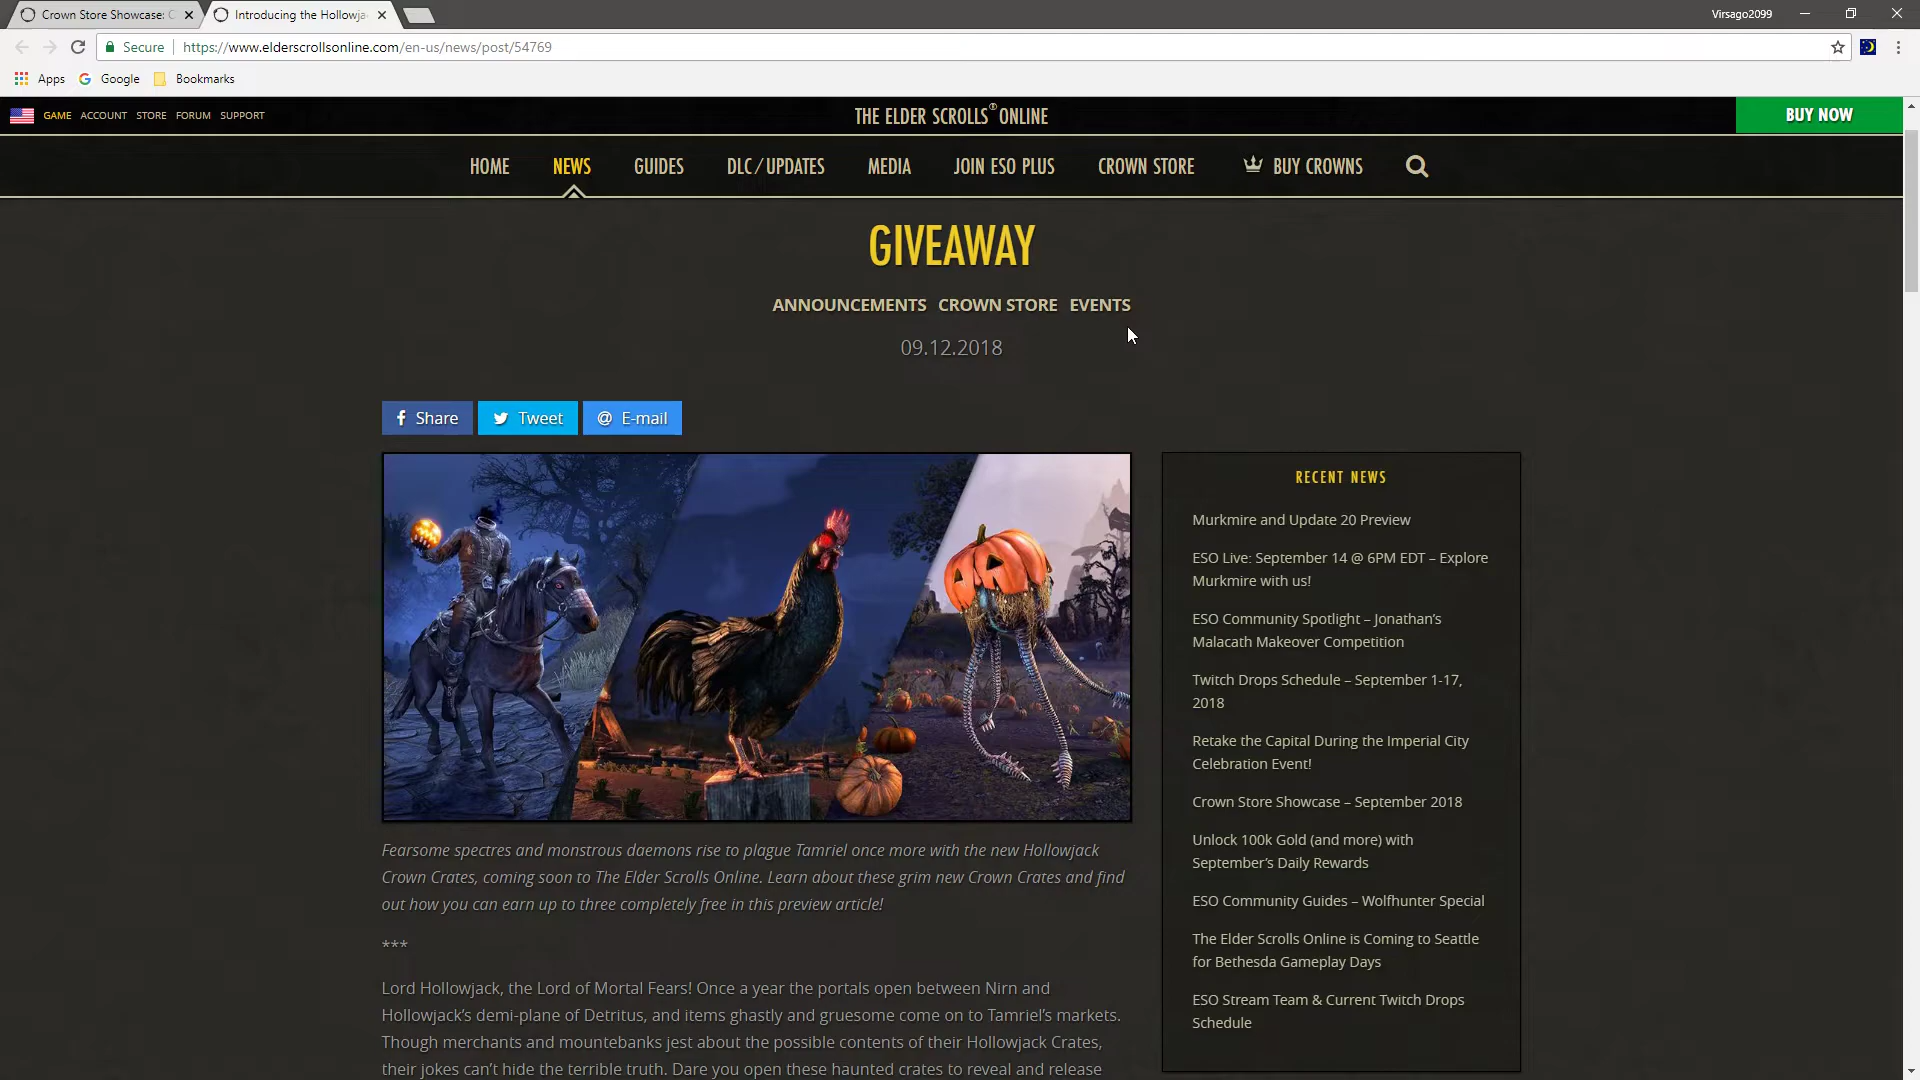 Crown Store Showcase: C
Introducing the Hollowja
Virsago2099
Secure
https://www.elderscrollsonline.com/en-us/news/post/54769
Apps
Google
Bookmarks
GAME ACCOUNT STORE FORUM SUPPORT
THE ELDER SCROLLS® ONLINE
BUY NOW
HOME
NEWS
GUIDES
DLC/UPDATES
MEDIA
JOIN ESO PLUS
CROWN STORE
BUY CROWNS
GIVEAWAY
ANNOUNCEMENTS CROWN STORE EVENTS
09.12.2018
Share
Tweet
@ E-mail
Fearsome spectres and monstrous daemons rise to plague Tamriel once more with the new Hollowjack
Crown Crates, coming soon to The Elder Scrolls Online. Learn about these grim new Crown Crates and find
out how you can earn up to three completely free in this preview article!
***
Lord Hollowjack, the Lord of Mortal Fears! Once a year the portals open between Nirn and
Hollowjack's demi-plane of Detritus, and items ghastly and gruesome come on to Tamriel's markets.
Though merchants and mountebanks jest about the possible contents of their Hollowjack Crates,
their jokes can't hide the terrible truth. Dare you open these haunted crates to reveal and release
RECENT NEWS
Murkmire and Update 20 Preview
ESO Live: September 14 @ 6PM EDT – Explore
Murkmire with us!
ESO Community Spotlight – Jonathan's
Malacath Makeover Competition
Twitch Drops Schedule – September 1-17,
2018
Retake the Capital During the Imperial City
Celebration Event!
Crown Store Showcase – September 2018
Unlock 100k Gold (and more) with
September's Daily Rewards
ESO Community Guides – Wolfhunter Special
The Elder Scrolls Online is Coming to Seattle
for Bethesda Gameplay Days
ESO Stream Team & Current Twitch Drops
Schedule